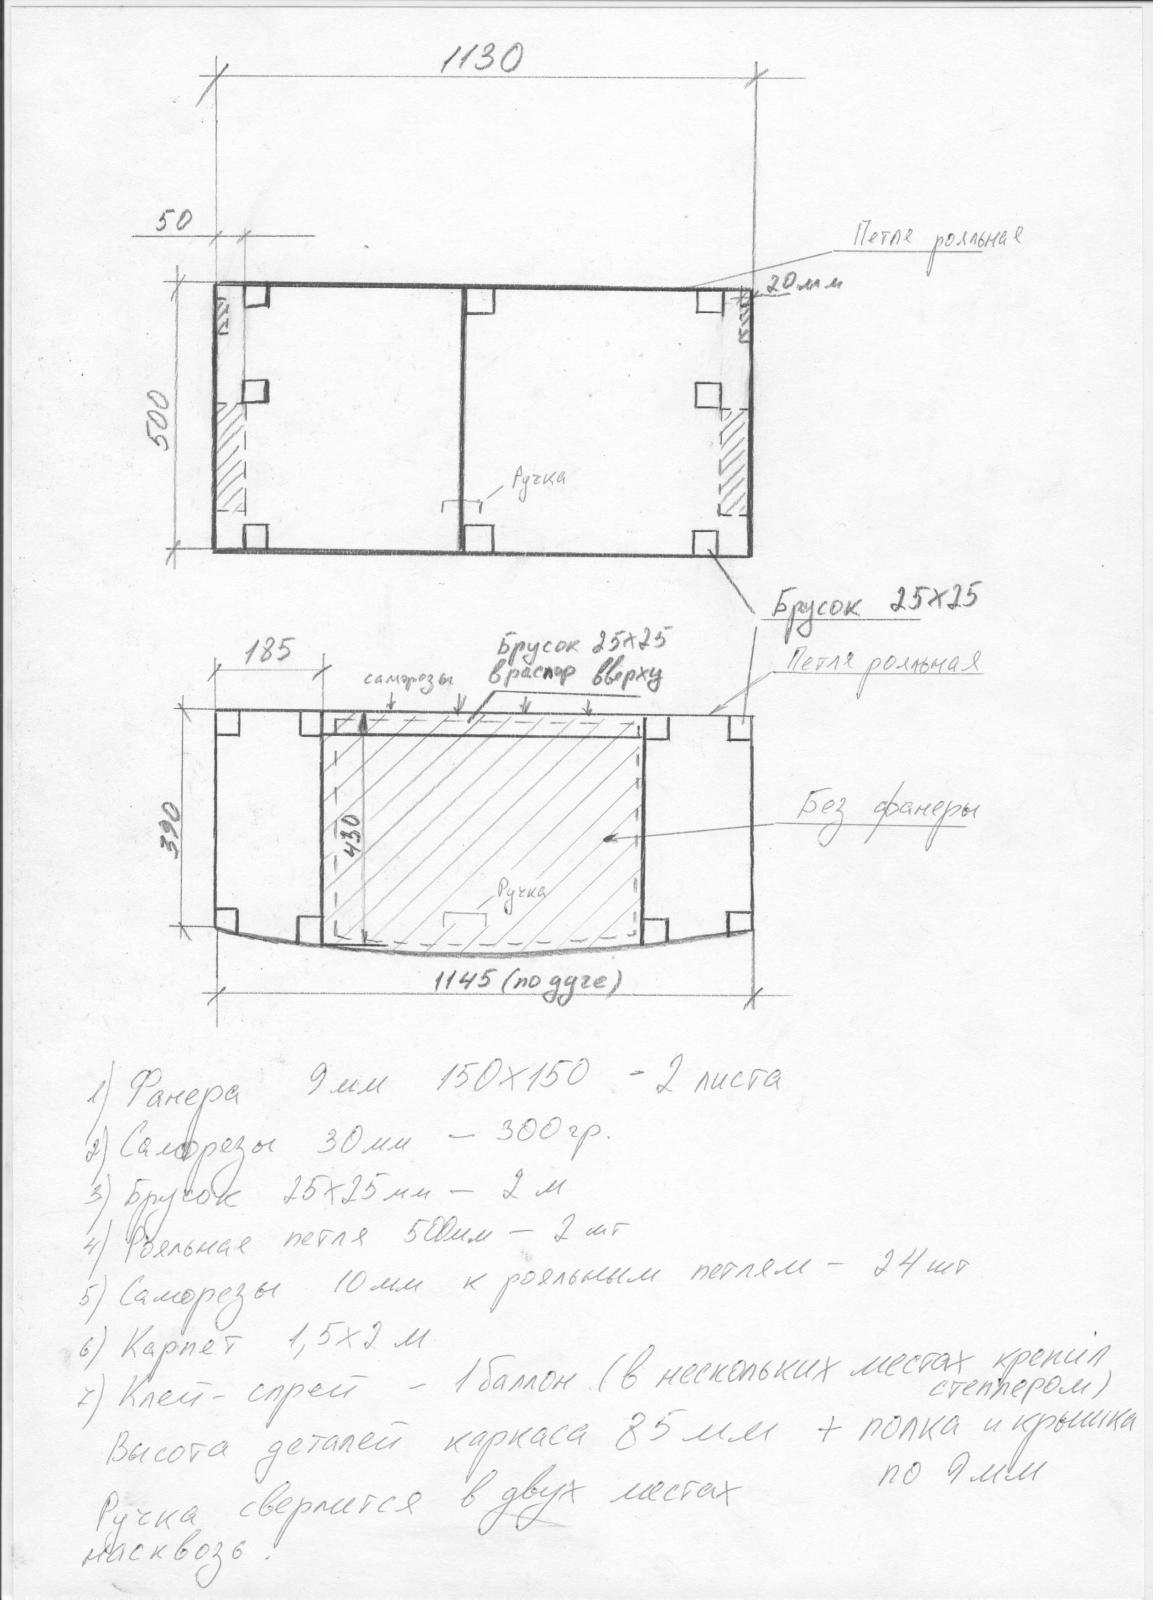 1130
50
Петля рояльная
20мм
500
Ручка
Брусок 25х25
185
Брусок 25х25
враспор вверху
саморезы
Петля рояльная
390
430
Без фанеры
Ручка
1145 (по дуге)
1) Фанера 9мм 150х150 - 2 листа
2) Саморезы 30мм - 300гр.
3) Брусок 25х25мм - 2 м
4) Рояльная петля 500мм - 2 шт
5) Саморезы 10мм к рояльным петлям - 24 шт
6) Карпет 1,5х2 м
7) Клей-спрей - 1 баллон (в нескольких местах крепил
степпером)
Высота деталей каркаса 85мм + полка и крышка
по 9мм
Ручка сверлится в двух местах
насквозь.